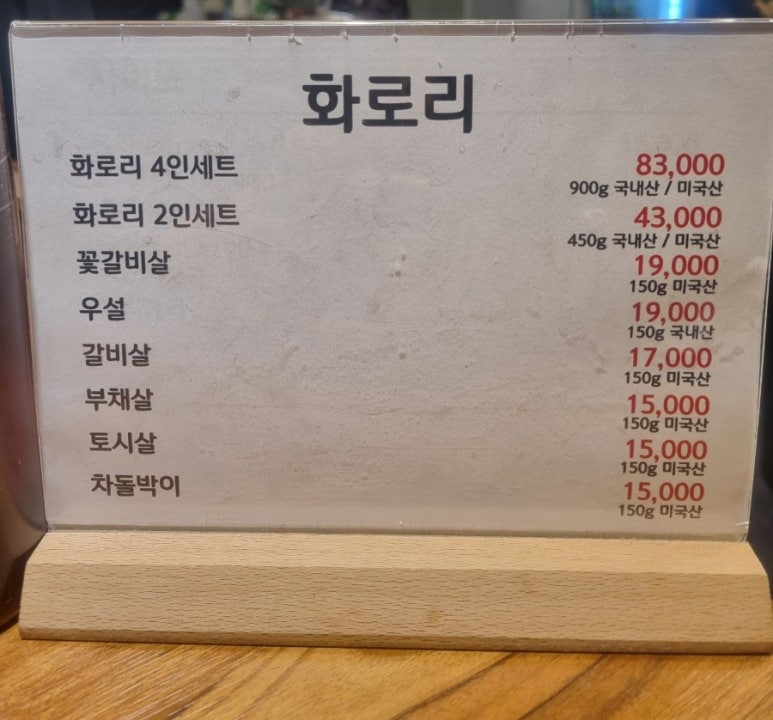 화로리
화로리 4인세트 83,000
900g 국내산 / 미국산
화로리 2인세트 43,000
450g 국내산 / 미국산
꽃갈비살 19,000
150g 미국산
우설 19,000
150g 국내산
갈비살 17,000
150g 미국산
부채살 15,000
150g 미국산
토시살 15,000
150g 미국산
차돌박이 15,000
150g 미국산